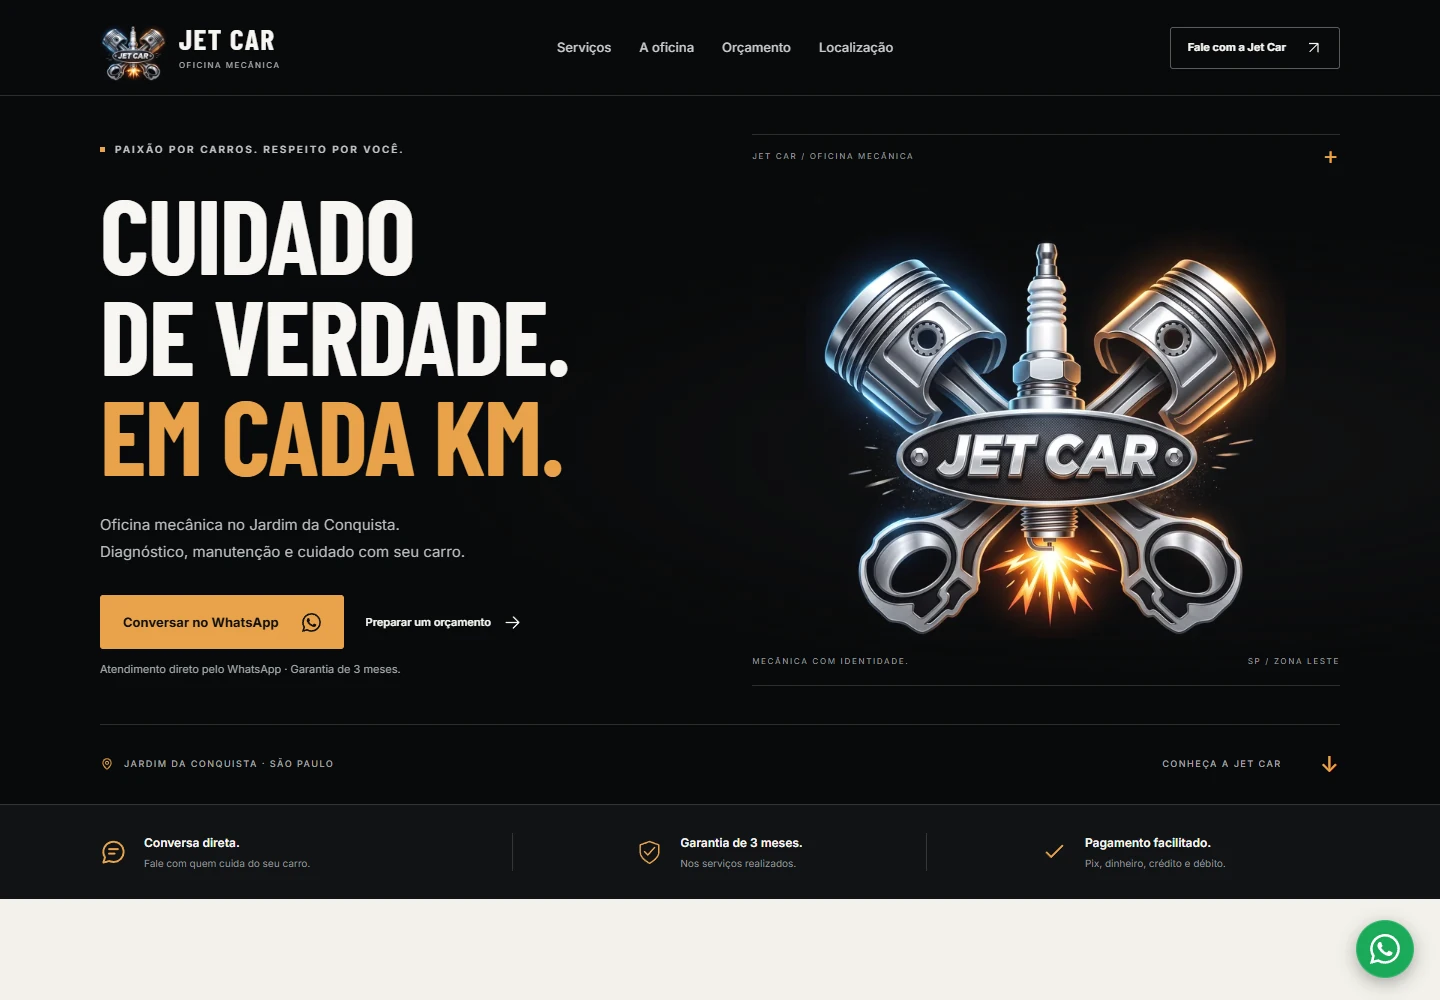 JET CAR
JET CAR
OFICINA MECÂNICA
Serviços
A oficina
Orçamento
Localização
Fale com a Jet Car
PAIXÃO POR CARROS. RESPEITO POR VOCÊ.
CUIDADO
DE VERDADE.
EM CADA KM.
Oficina mecânica no Jardim da Conquista.
Diagnóstico, manutenção e cuidado com seu carro.
Conversar no WhatsApp
Preparar um orçamento
Atendimento direto pelo WhatsApp · Garantia de 3 meses.
JET CAR / OFICINA MECÂNICA
JET CAR
MECÂNICA COM IDENTIDADE.
SP / ZONA LESTE
JARDIM DA CONQUISTA · SÃO PAULO
CONHEÇA A JET CAR
Conversa direta.
Fale com quem cuida do seu carro.
Garantia de 3 meses.
Nos serviços realizados.
Pagamento facilitado.
Pix, dinheiro, crédito e débito.